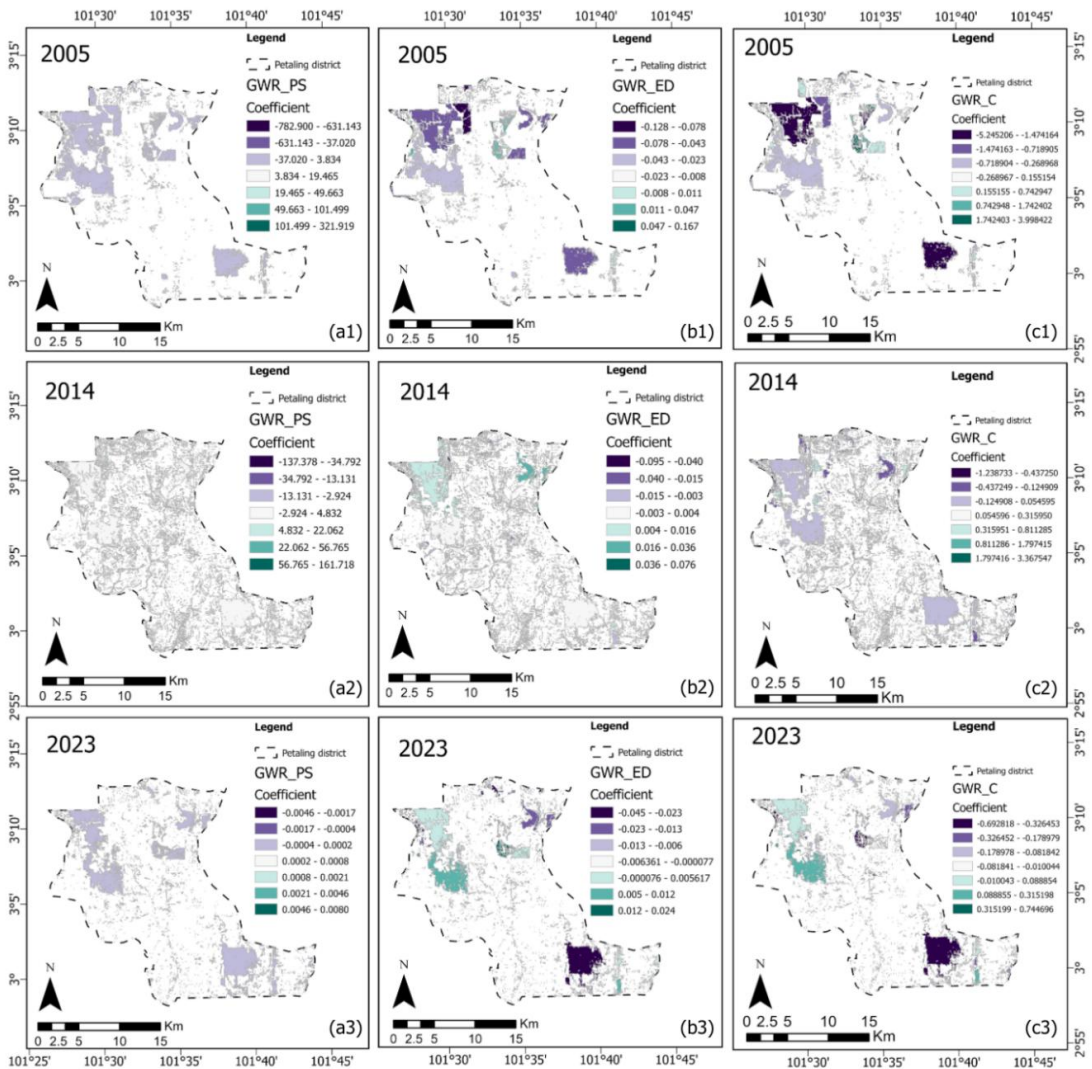 101°30' 101°35' 101°40' 101°30' 101°35' 101°40' 101°30' 101°35' 101°40'
3°15'
3°10'
3°5'
3°
2005
Legend
Petaling district
GWR_PS
Coefficient
-782.900 - -631.143
-631.143 - -37.020
-37.020 - 3.834
3.834 - 19.465
19.465 - 49.663
49.663 - 101.499
101.499 - 321.919
N
Km
0 2.5 5 10 15
(a1)
2005
Legend
Petaling district
GWR_ED
Coefficient
-0.128 - -0.078
-0.078 - -0.043
-0.043 - -0.023
-0.023 - -0.008
-0.008 - 0.011
0.011 - 0.047
0.047 - 0.167
N
Km
0 2.5 5 10 15
(b1)
2005
Legend
Petaling district
GWR_C
Coefficient
-5.245206 - -1.474164
-1.474163 - -0.718905
-0.718904 - -0.268968
-0.268967 - 0.155154
0.155155 - 0.742947
0.742948 - 1.742402
1.742403 - 3.998422
N
Km
0 2.5 5 10 15
(c1)
3°15'
3°10'
3°5'
3°
2°55'
3°15'
3°10'
3°5'
3°
2°55'
2014
Legend
Petaling district
GWR_PS
Coefficient
-137.378 - -34.792
-34.792 - -13.131
-13.131 - -2.924
-2.924 - 4.832
4.832 - 22.062
22.062 - 56.765
56.765 - 161.718
N
Km
0 2.5 5 10 15
(a2)
2014
Legend
Petaling district
GWR_ED
Coefficient
-0.095 - -0.040
-0.040 - -0.015
-0.015 - -0.003
-0.003 - 0.004
0.004 - 0.016
0.016 - 0.036
0.036 - 0.076
N
Km
0 2.5 5 10 15
(b2)
2014
Legend
Petaling district
GWR_C
Coefficient
-1.238733 - -0.437250
-0.437249 - -0.124909
-0.124908 - 0.054595
0.054596 - 0.315950
0.315951 - 0.811285
0.811286 - 1.797415
1.797416 - 3.367547
N
Km
0 2.5 5 10 15
(c2)
3°15'
3°10'
3°5'
3°
2°55'
3°15'
3°10'
3°5'
3°
2023
Legend
Petaling district
GWR_PS
Coefficient
-0.0046 - -0.0017
-0.0017 - -0.0004
-0.0004 - 0.0002
0.0002 - 0.0008
0.0008 - 0.0021
0.0021 - 0.0046
0.0046 - 0.0080
N
Km
0 2.5 5 10 15
(a3)
2023
Legend
Petaling district
GWR_ED
Coefficient
-0.045 - -0.023
-0.023 - -0.013
-0.013 - -0.006
-0.006361 - -0.000077
-0.000076 - 0.005617
0.005 - 0.012
0.012 - 0.024
N
Km
0 2.5 5 10 15
(b3)
2023
Legend
Petaling district
GWR_C
Coefficient
-0.692818 - -0.326453
-0.326452 - -0.178979
-0.178978 - -0.081842
-0.081841 - -0.010044
-0.010043 - 0.088854
0.088855 - 0.315198
0.315199 - 0.744696
N
Km
0 2.5 5 10 15
(c3)
3°15'
3°10'
3°5'
3°
2°55'
101°25' 101°30' 101°35' 101°40' 101°45' 101°30' 101°35' 101°40' 101°45' 101°30' 101°35' 101°40' 101°45'